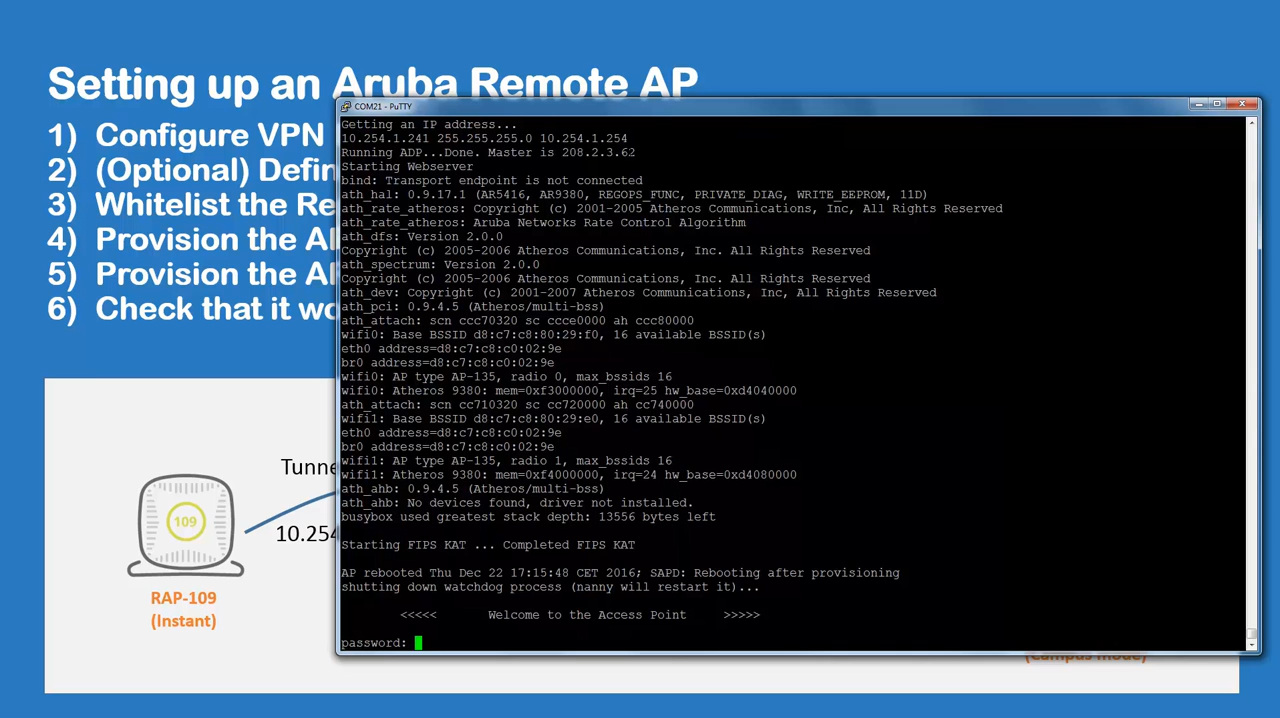 Setting up an Aruba Remote AP
1) Configure VPN
2) (Optional) Defin
3) Whitelist the Re
4) Provision the A
5) Provision the A
6) Check that it wo
COM21 - PuTTY
Getting an IP address...
10.254.1.241 255.255.255.0 10.254.1.254
Running ADP...Done. Master is 208.2.3.62
Starting Webserver
bind: Transport endpoint is not connected
ath_hal: 0.9.17.1 (AR5416, AR9380, REGOPS_FUNC, PRIVATE_DIAG, WRITE_EEPROM, 11D)
ath_rate_atheros: Copyright (c) 2001-2005 Atheros Communications, Inc, All Rights Reserved
ath_rate_atheros: Aruba Networks Rate Control Algorithm
ath_dfs: Version 2.0.0
Copyright (c) 2005-2006 Atheros Communications, Inc. All Rights Reserved
ath_spectrum: Version 2.0.0
Copyright (c) 2005-2006 Atheros Communications, Inc. All Rights Reserved
ath_dev: Copyright (c) 2001-2007 Atheros Communications, Inc, All Rights Reserved
ath_pci: 0.9.4.5 (Atheros/multi-bss)
ath_attach: scn ccc70320 sc ccce0000 ah ccc80000
wifi0: Base BSSID d8:c7:c8:80:29:f0, 16 available BSSID(s)
eth0 address=d8:c7:c8:c0:02:9e
br0 address=d8:c7:c8:c0:02:9e
wifi0: AP type AP-135, radio 0, max_bssids 16
wifi0: Atheros 9380: mem=0xf3000000, irq=25 hw_base=0xd4040000
ath_attach: scn cc710320 sc cc720000 ah cc740000
wifi1: Base BSSID d8:c7:c8:80:29:e0, 16 available BSSID(s)
eth0 address=d8:c7:c8:c0:02:9e
br0 address=d8:c7:c8:c0:02:9e
wifi1: AP type AP-135, radio 1, max_bssids 16
wifi1: Atheros 9380: mem=0xf4000000, irq=24 hw_base=0xd4080000
ath_ahb: 0.9.4.5 (Atheros/multi-bss)
ath_ahb: No devices found, driver not installed.
busybox used greatest stack depth: 13556 bytes left
Starting FIPS KAT ... Completed FIPS KAT
AP rebooted Thu Dec 22 17:15:48 CET 2016; SAPD: Rebooting after provisioning
shutting down watchdog process (nanny will restart it)...
<<<<< Welcome to the Access Point >>>>>
password:
Tunne
10.254
109
RAP-109
(Instant)
(Campus mode)